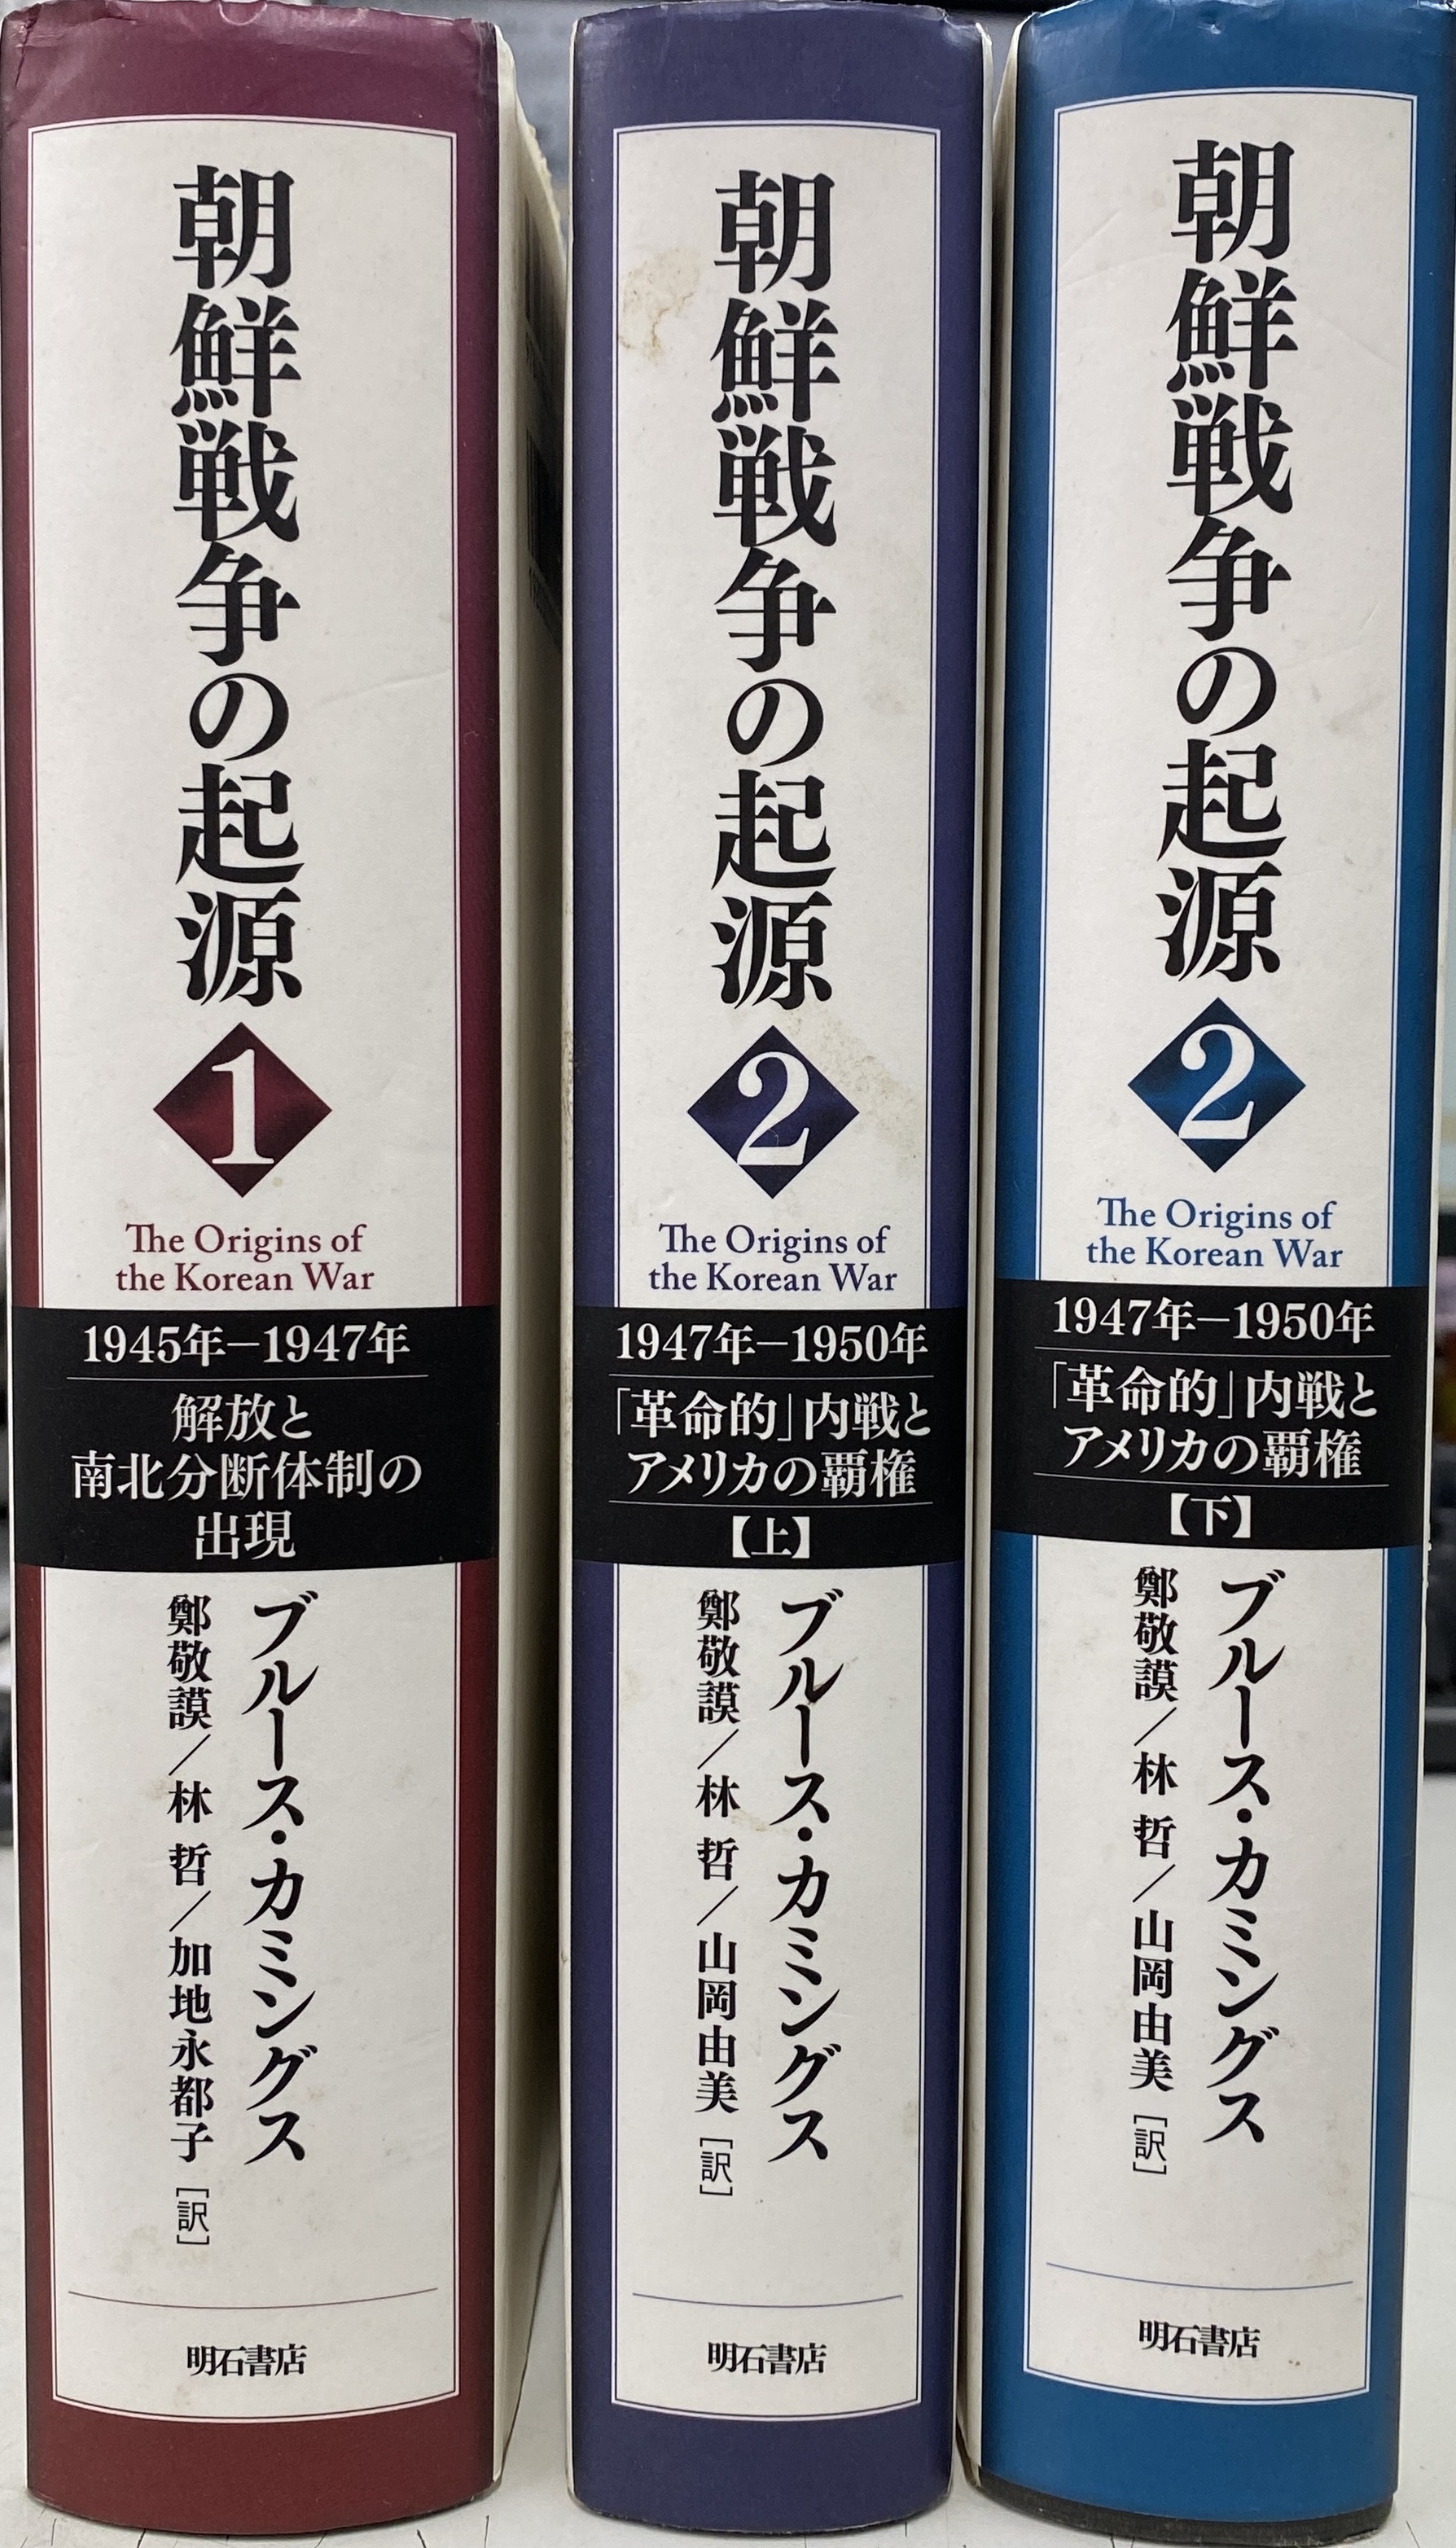 朝鮮戦争の起源
1
The Origins of
the Korean War
1945年−1947年
解放と
南北分断体制の
出現
ブルース・カミングス
鄭敬謨／林 哲／加地永都子［訳］
明石書店
朝鮮戦争の起源
2
The Origins of
the Korean War
1947年−1950年
「革命的」内戦と
アメリカの覇権
【上】
ブルース・カミングス
鄭敬謨／林 哲／山岡由美［訳］
明石書店
朝鮮戦争の起源
2
The Origins of
the Korean War
1947年−1950年
「革命的」内戦と
アメリカの覇権
【下】
ブルース・カミングス
鄭敬謨／林 哲／山岡由美［訳］
明石書店